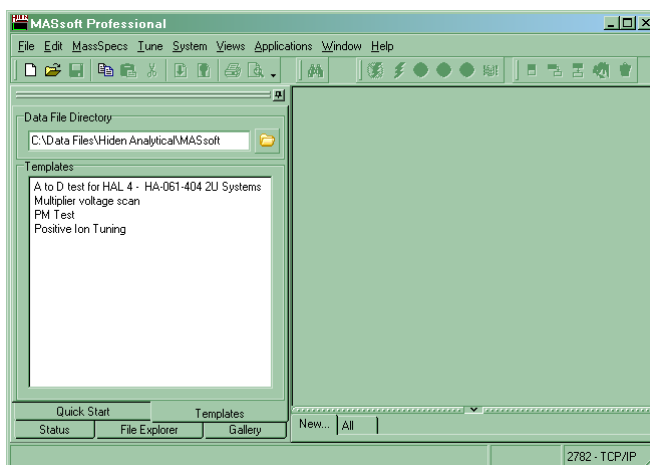 MASsoft Professional
File Edit MassSpecs Tune System Views Applications Window Help
Data File Directory
C:\Data Files\Hiden Analytical\MASsoft
Templates
A to D test for HAL 4 - HA-061-404 2U Systems
Multiplier voltage scan
PM Test
Positive Ion Tuning
Quick Start Templates
Status File Explorer Gallery
New... All
2782 - TCP/IP